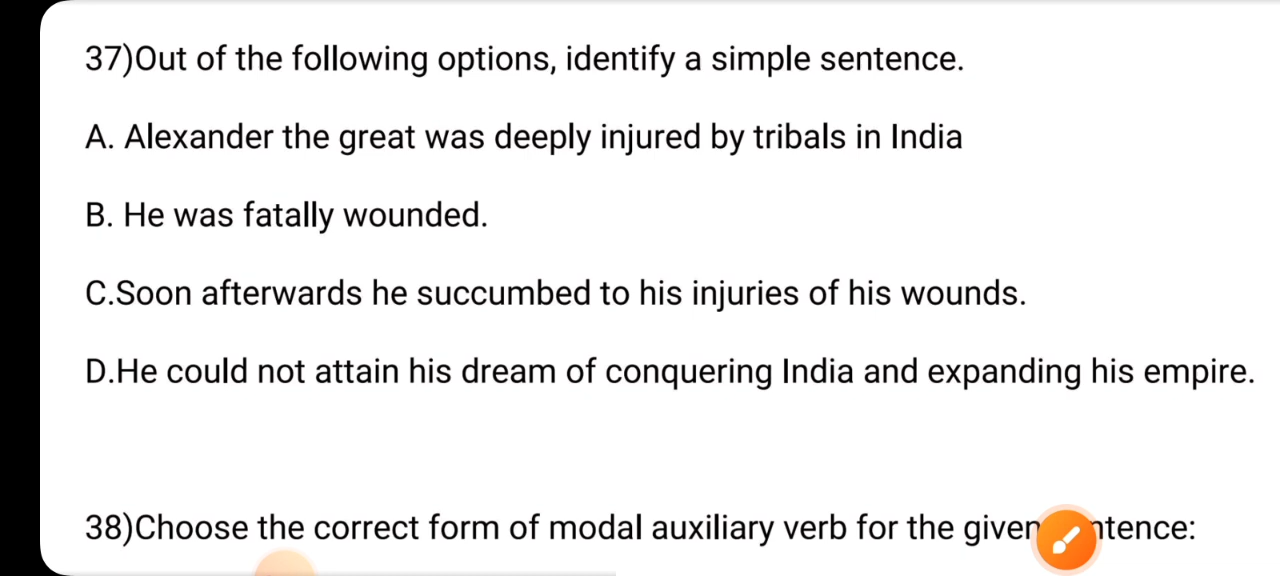 37)Out of the following options, identify a simple sentence.
A. Alexander the great was deeply injured by tribals in India
B. He was fatally wounded.
C.Soon afterwards he succumbed to his injuries of his wounds.
D.He could not attain his dream of conquering India and expanding his empire.
38)Choose the correct form of modal auxiliary verb for the